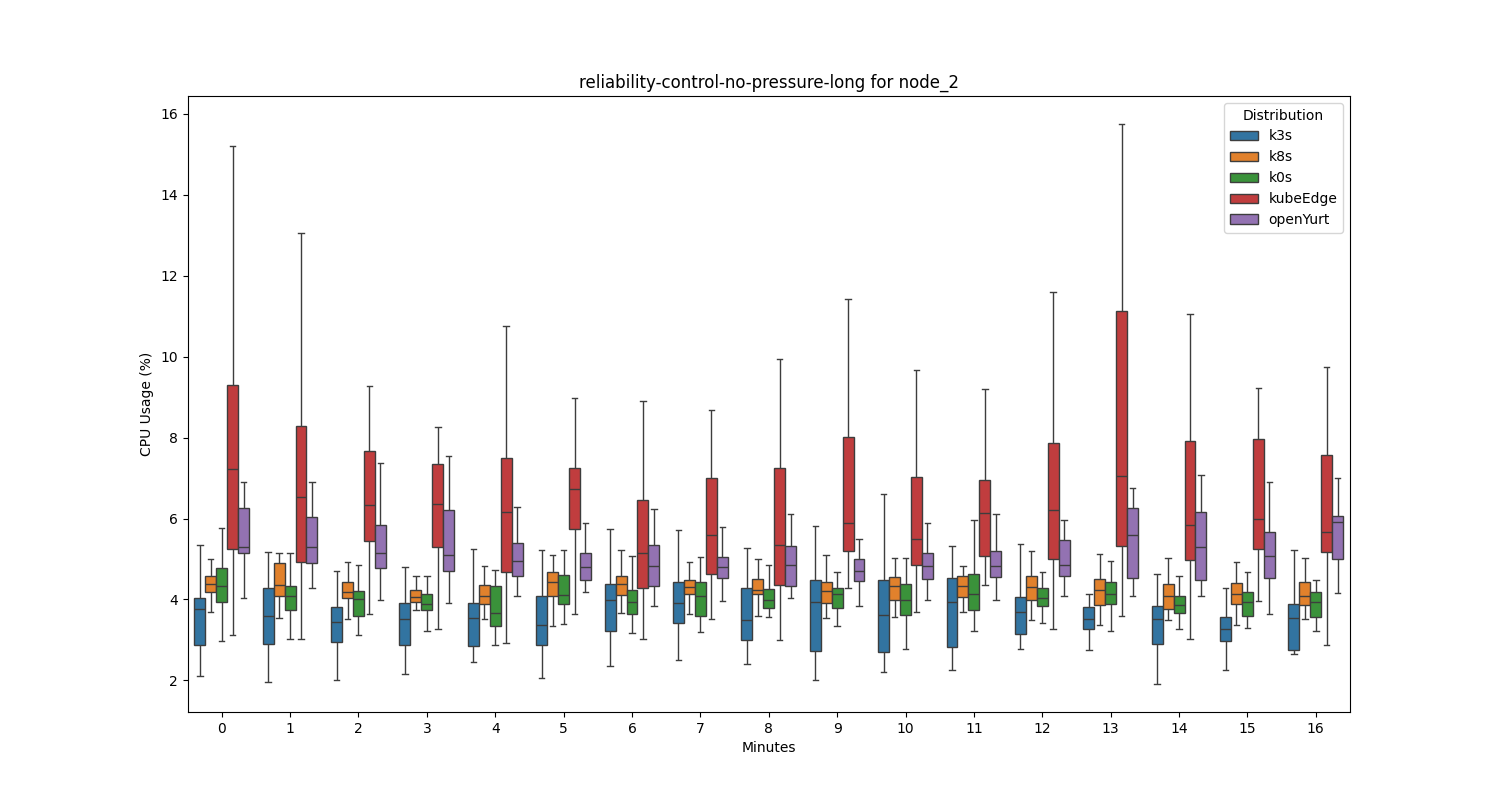 reliability-control-no-pressure-long for node_2
CPU Usage (%)
16
14
12
10
8
6
4
2
Distribution
k3s
k8s
k0s
kubeEdge
openYurt
0 1 2 3 4 5 6 7 8 9 10 11 12 13 14 15 16
Minutes